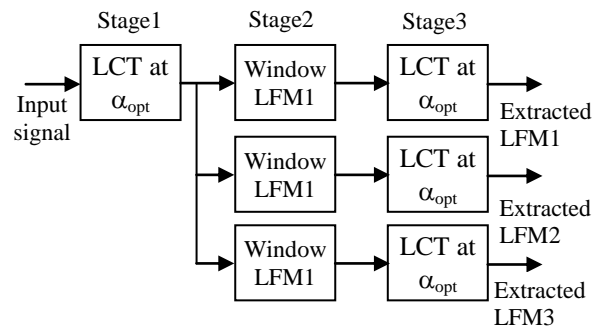 Stage1
Stage2
Stage3
LCT at
αopt
Window
LFM1
LCT at
αopt
Input
signal
Extracted
LFM1
Window
LFM1
LCT at
αopt
Extracted
LFM2
Window
LFM1
LCT at
αopt
Extracted
LFM3